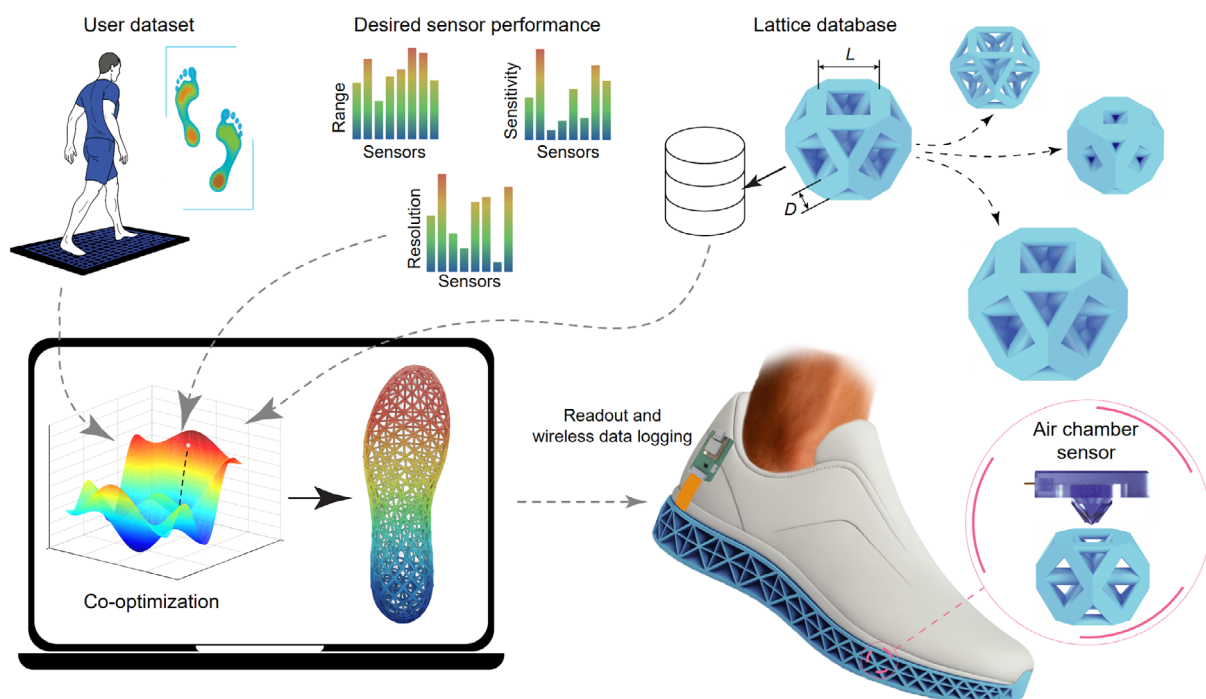 User dataset
Desired sensor performance
Lattice database
Range
Sensors
Sensitivity
Sensors
Resolution
Sensors
L
D
Co-optimization
Readout and
wireless data logging
Air chamber
sensor